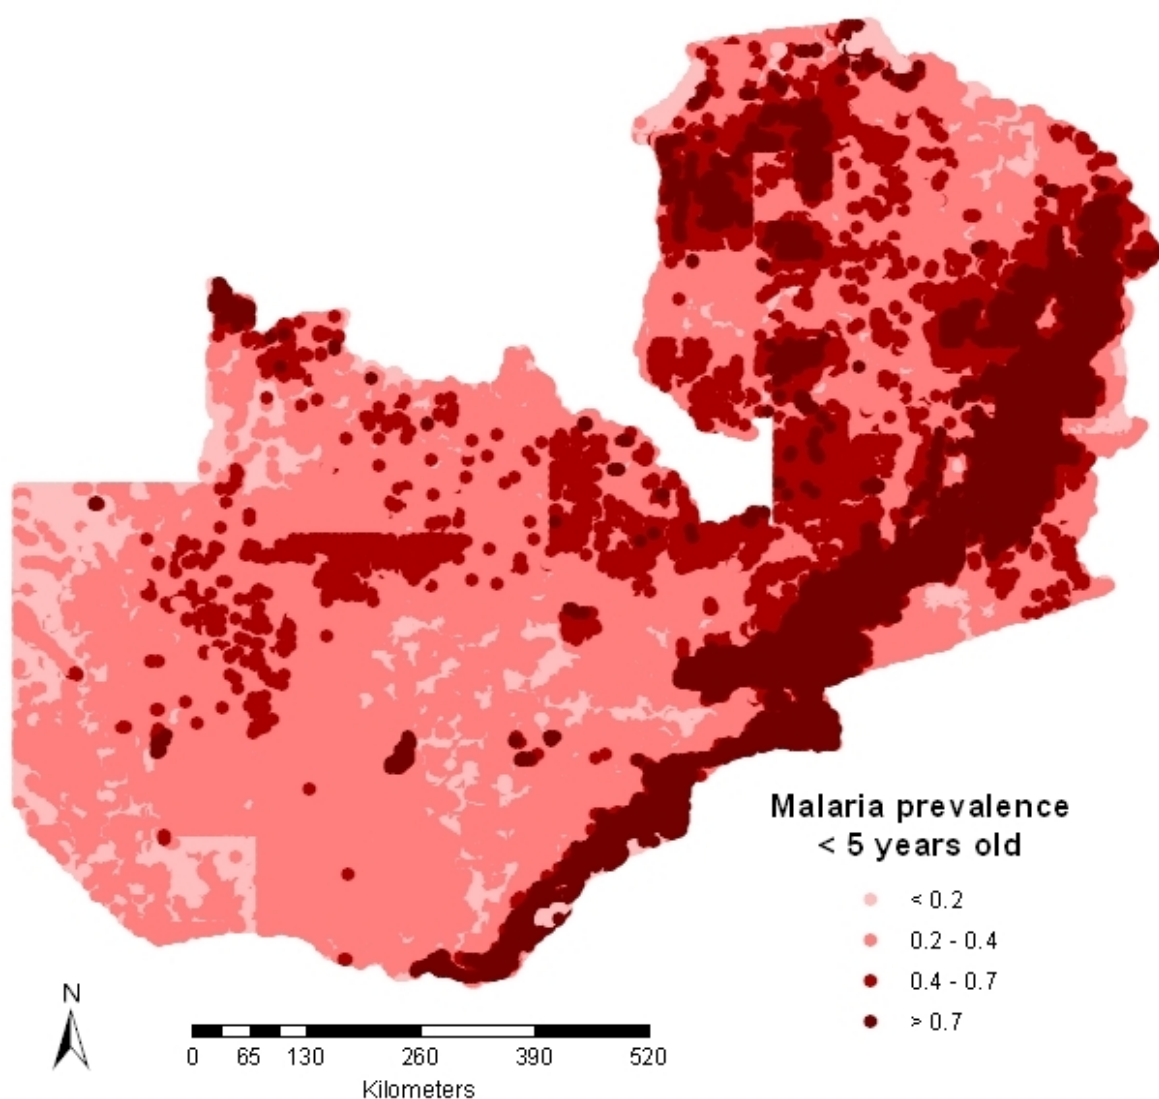 Malaria prevalence
< 5 years old
< 0.2
0.2 - 0.4
0.4 - 0.7
> 0.7
N
0 65 130 260 390 520
Kilometers